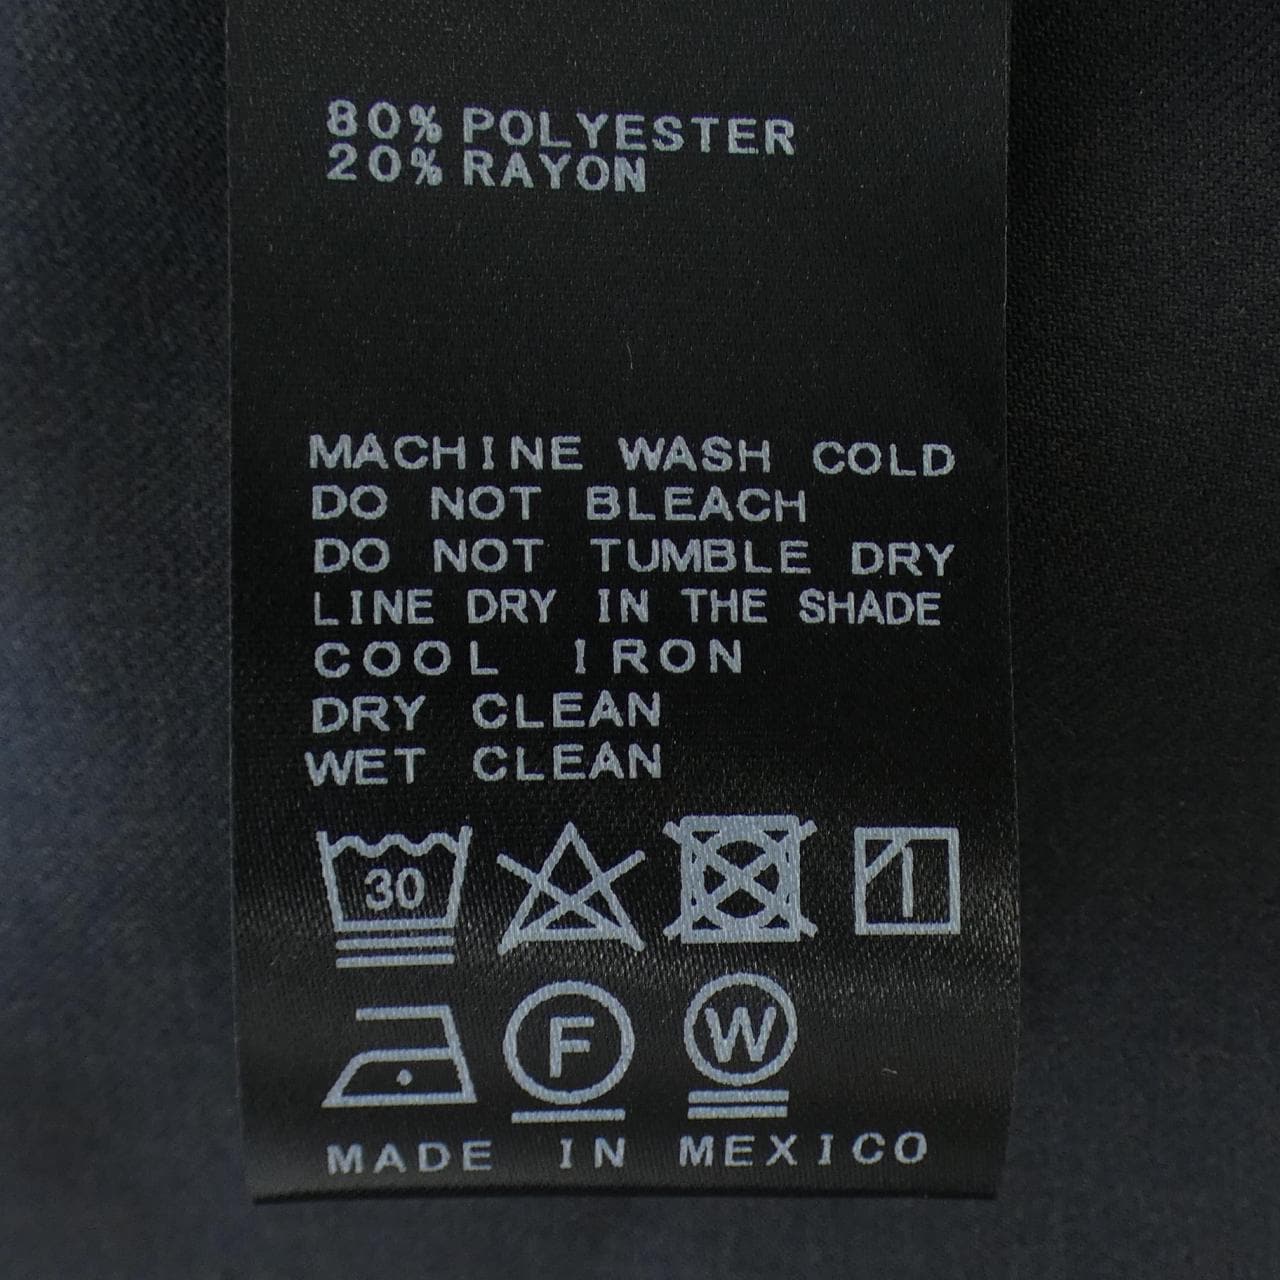 80% POLYESTER
20% RAYON
MACHINE WASH COLD
DO NOT BLEACH
DO NOT TUMBLE DRY
LINE DRY IN THE SHADE
COOL IRON
DRY CLEAN
WET CLEAN
30
F W
MADE IN MEXICO